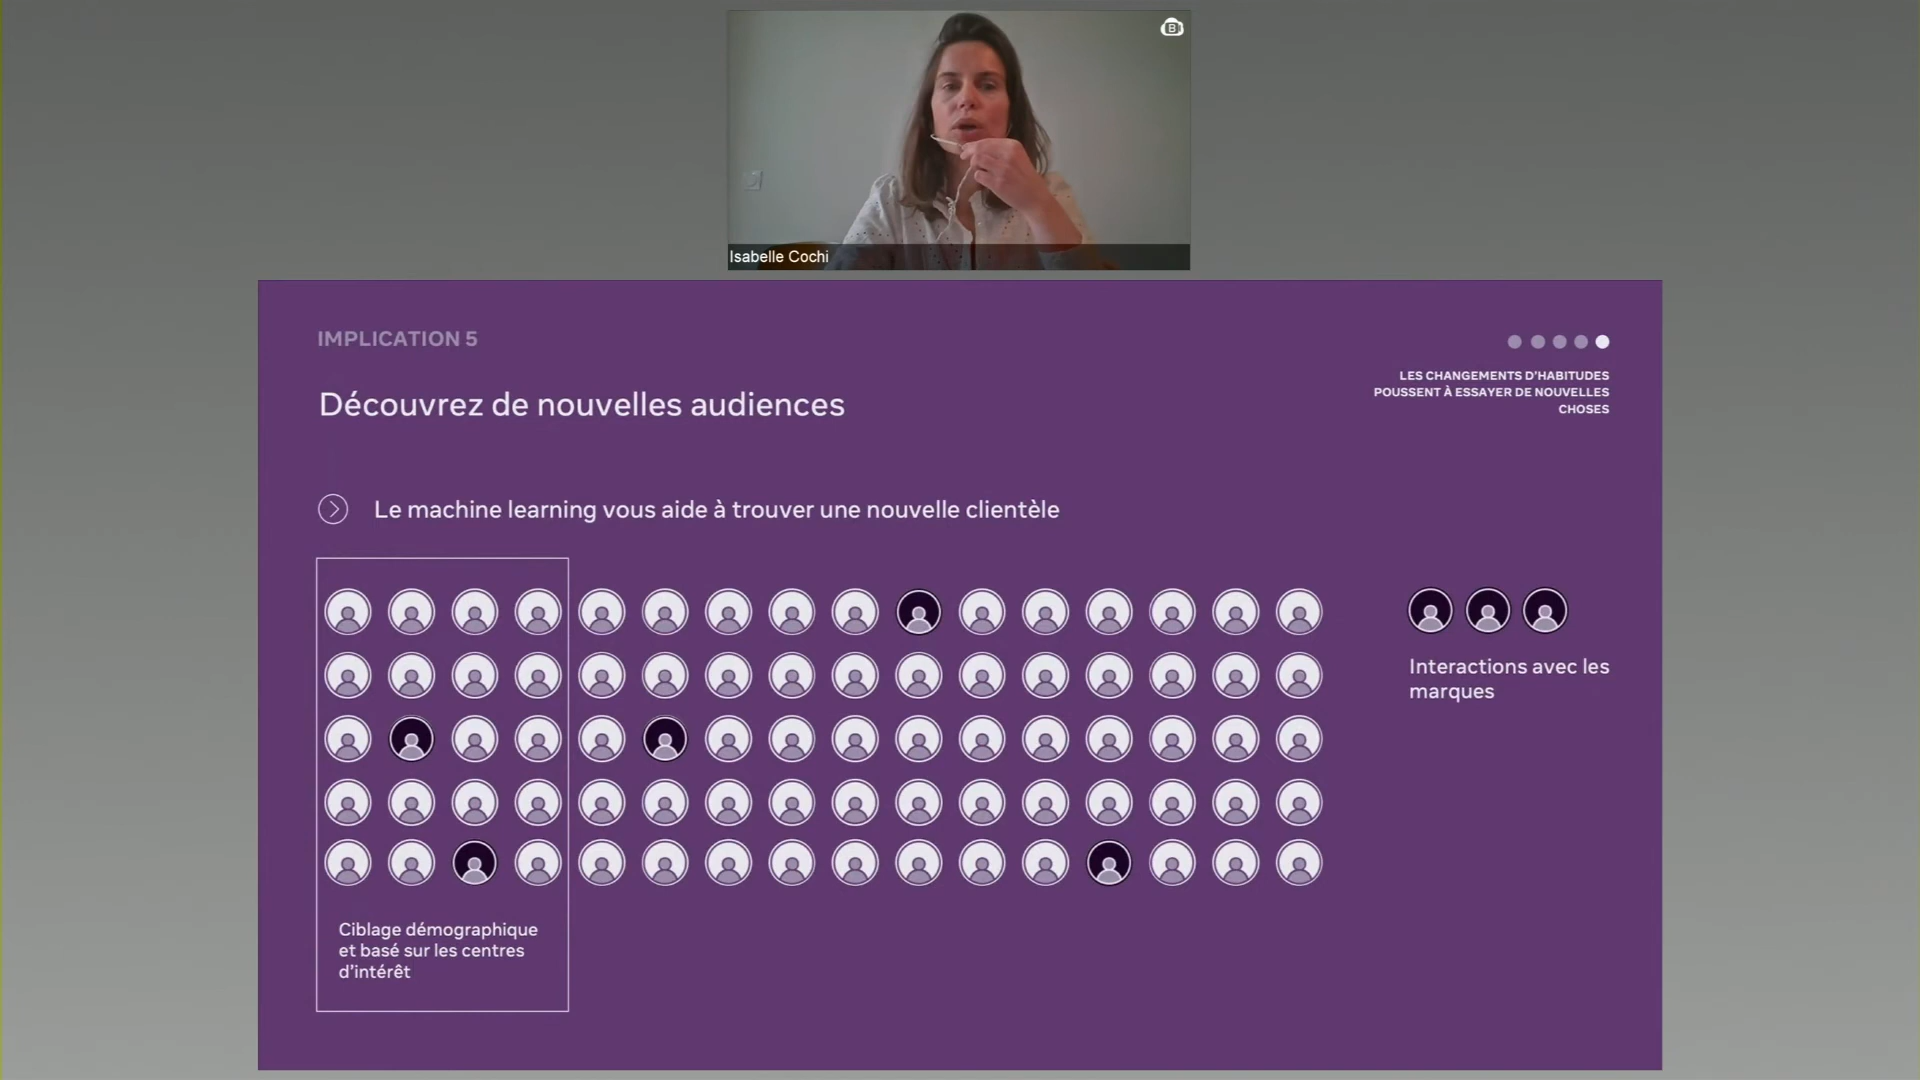 B
Isabelle Cochi
IMPLICATION 5
LES CHANGEMENTS D'HABITUDES
POUSSENT À ESSAYER DE NOUVELLES
CHOSES
Découvrez de nouvelles audiences
Le machine learning vous aide à trouver une nouvelle clientèle
Interactions avec les
marques
Ciblage démographique
et basé sur les centres
d'intérêt